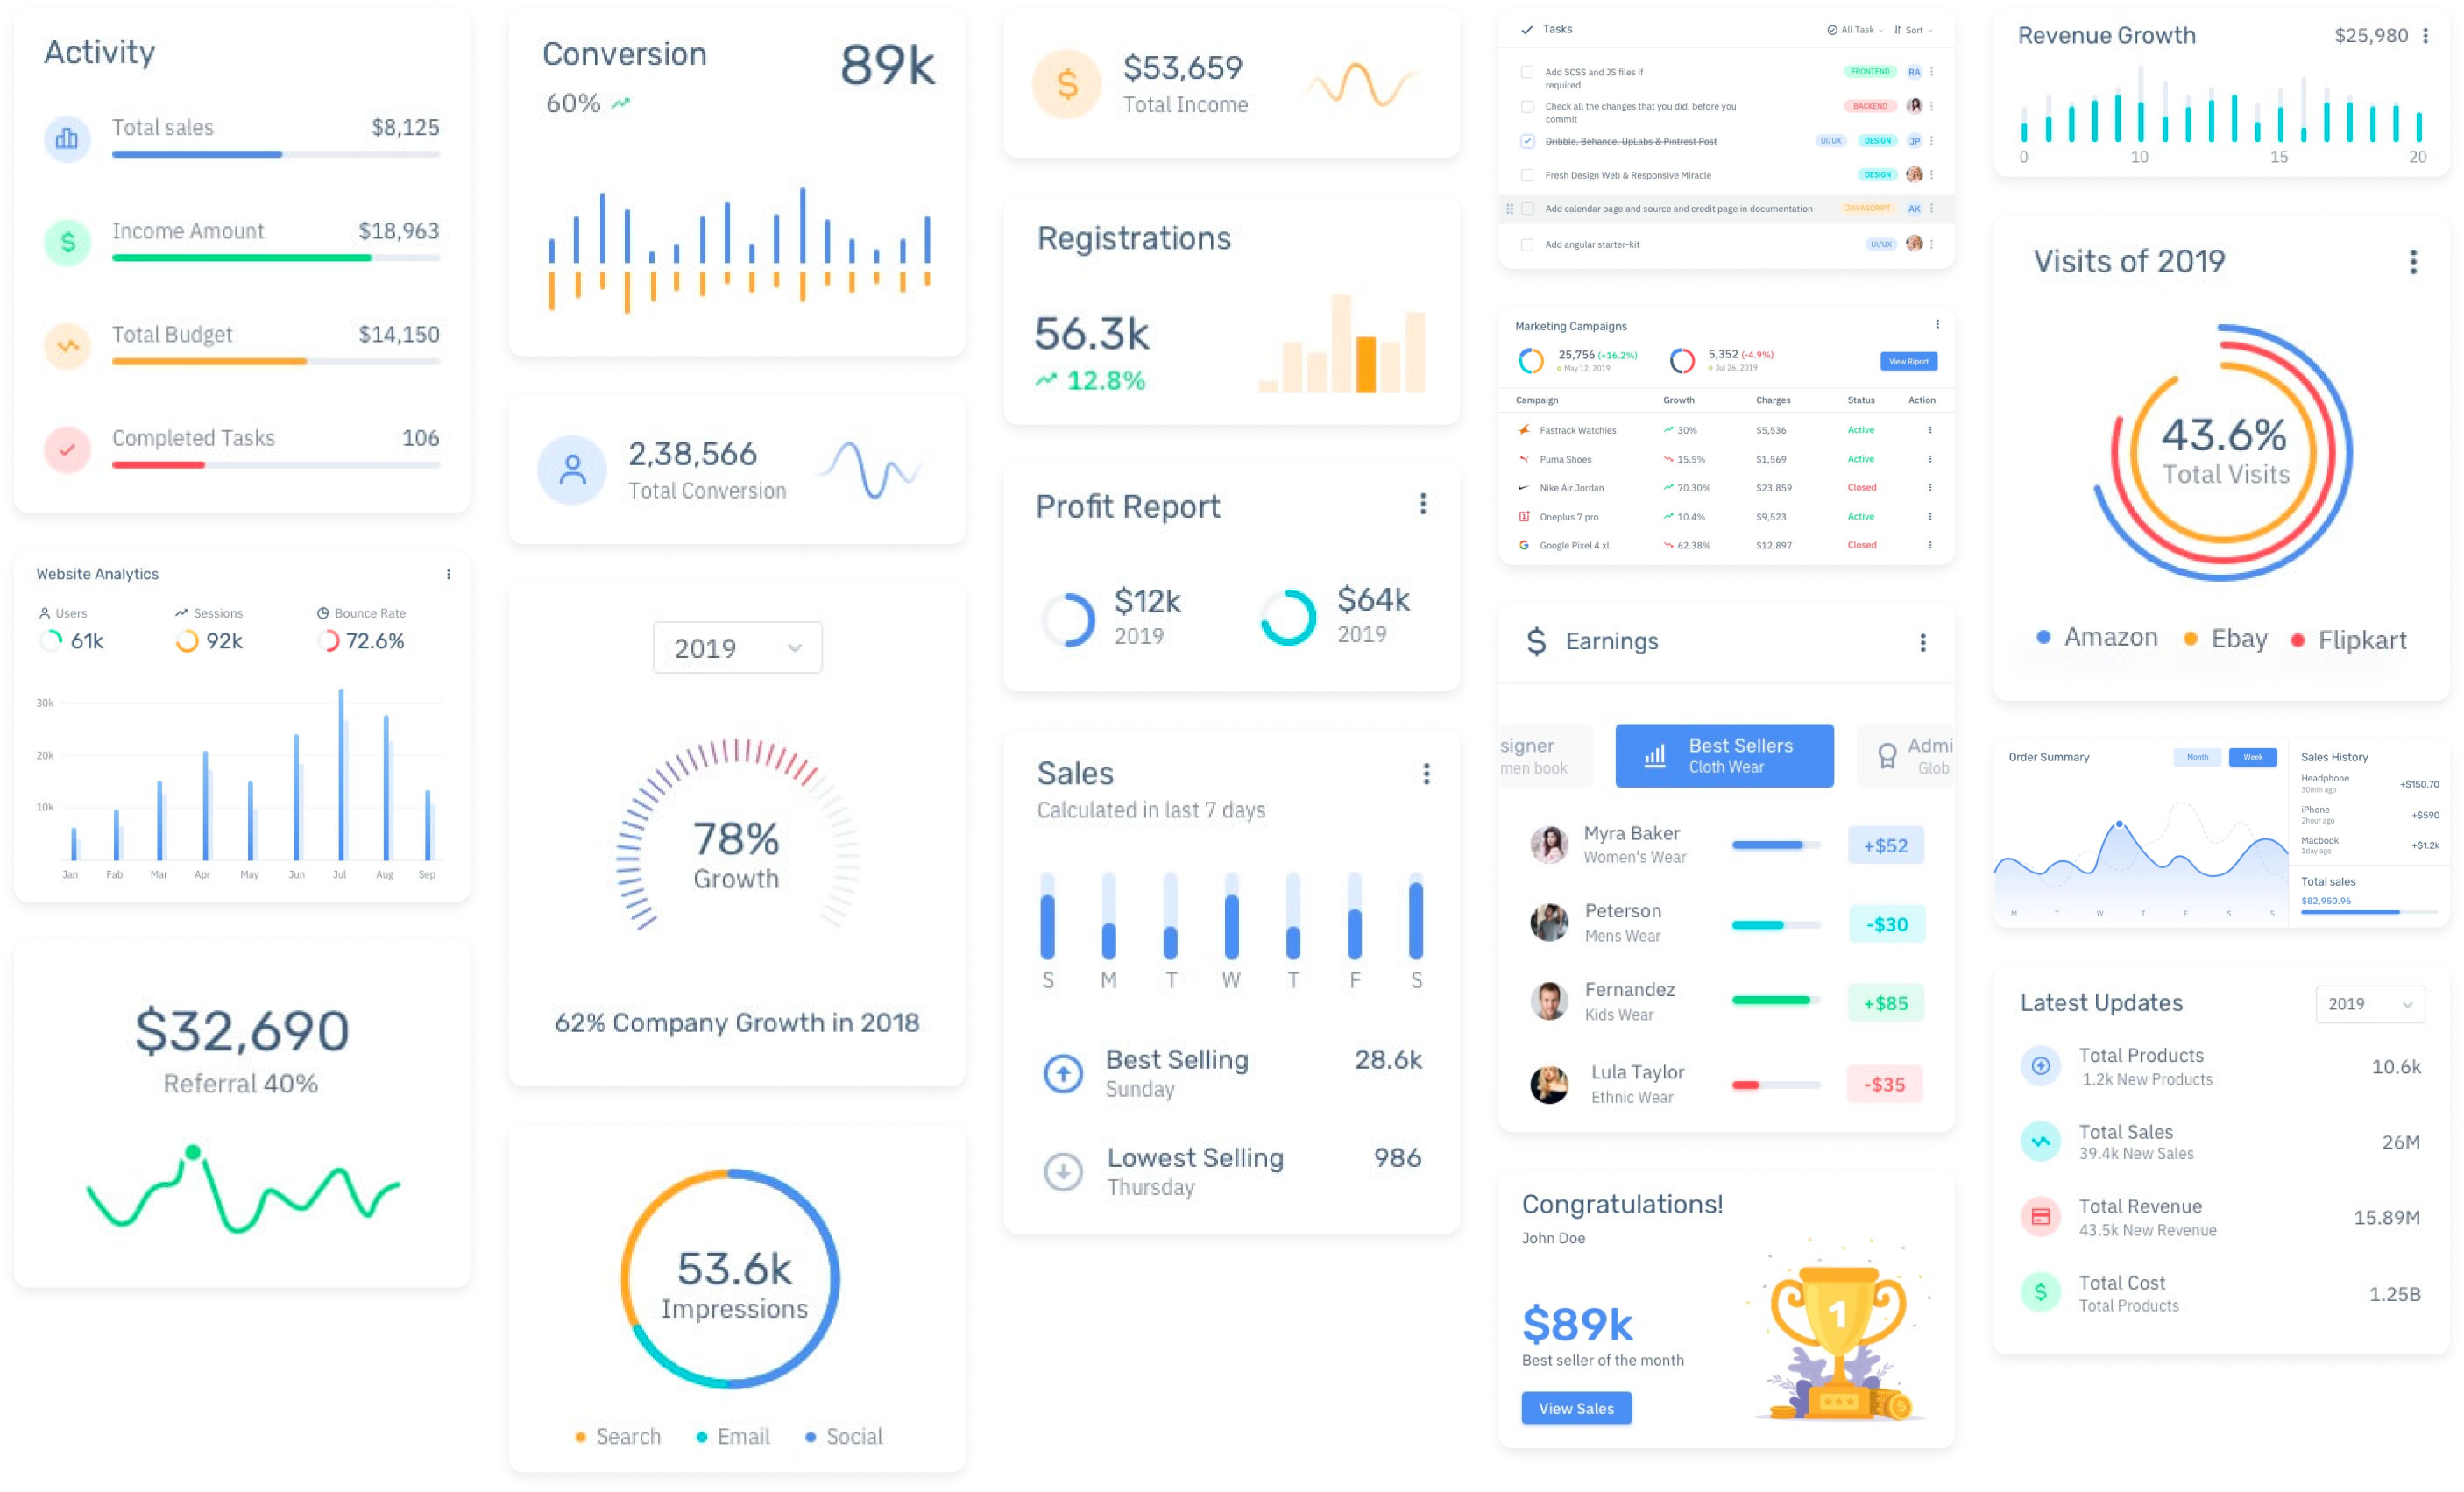 Activity
Total sales $8,125
Income Amount $18,963
Total Budget $14,150
Completed Tasks 106
Website Analytics
Users Sessions Bounce Rate
61k 92k 72.6%
30k
20k
10k
Jan Fab Mar Apr May Jun Jul Aug Sep
$32,690
Referral 40%
Conversion 89k
60%
2,38,566
Total Conversion
2019
78%
Growth
62% Company Growth in 2018
53.6k
Impressions
Search Email Social
$53,659
Total Income
Registrations
56.3k
12.8%
Profit Report
$12k $64k
2019 2019
Sales
Calculated in last 7 days
S M T W T F S
Best Selling 28.6k
Sunday
Lowest Selling 986
Thursday
Tasks All Task Sort
Add SCSS and JS files if FRONTEND RA
required
Check all the changes that you did, before you BACKEND
commit
Dribble, Behance, UpLabs & Pintrest Post UI/UX DESIGN JP
Fresh Design Web & Responsive Miracle DESIGN
Add calendar page and source and credit page in documentation JAVASCRIPT AK
Add angular starter-kit UI/UX
Marketing Campaigns
25,756 (+16.2%) 5,352 (-4.9%) View Riport
May 12, 2019 Jul 26, 2019
Campaign Growth Charges Status Action
Fastrack Watchies 30% $5,536 Active
Puma Shoes 15.5% $1,569 Active
Nike Air Jordan 70.30% $23,859 Closed
Oneplus 7 pro 10.4% $9,523 Active
Google Pixel 4 xl 62.38% $12,897 Closed
$ Earnings
signer Best Sellers Admi
men book Cloth Wear Glob
Myra Baker +$52
Women's Wear
Peterson -$30
Mens Wear
Fernandez +$85
Kids Wear
Lula Taylor -$35
Ethnic Wear
Congratulations!
John Doe
1
$89k
Best seller of the month
View Sales
Revenue Growth $25,980
0 10 15 20
Visits of 2019
43.6%
Total Visits
Amazon Ebay Flipkart
Order Summary Month Week
M T W T F S S
Sales History
Headphone +$150.70
30min ago
iPhone +$590
2hour ago
Macbook +$1.2k
1day ago
Total sales
$82,950.96
Latest Updates 2019
Total Products 10.6k
1.2k New Products
Total Sales 26M
39.4k New Sales
Total Revenue 15.89M
43.5k New Revenue
Total Cost 1.25B
Total Products